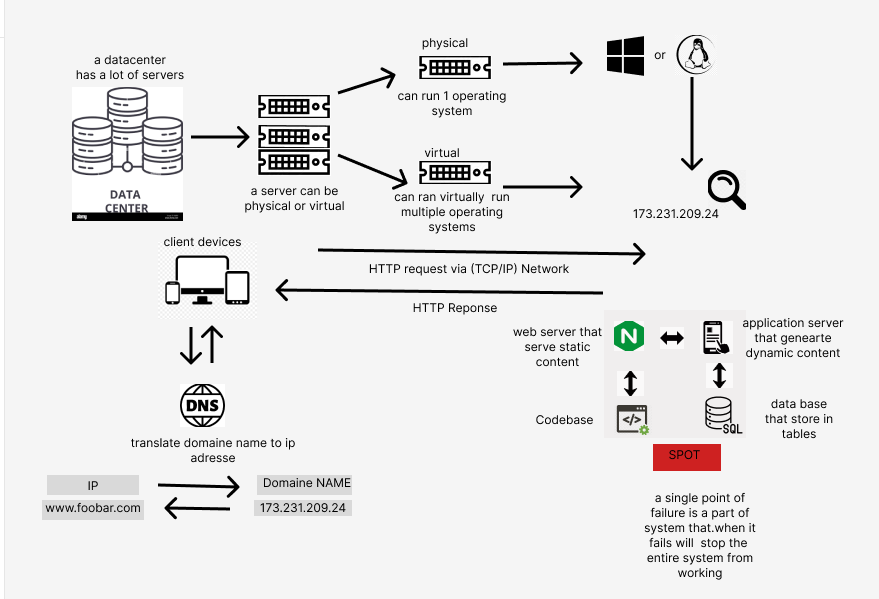 a datacenter
has a lot of servers
DATA
CENTER
alamy
a server can be
physical or virtual
physical
can run 1 operating
system
virtual
can ran virtually run
multiple operating
systems
or
173.231.209.24
client devices
HTTP request via (TCP/IP) Network
HTTP Reponse
DNS
translate domaine name to ip
adresse
IP
Domaine NAME
www.foobar.com
173.231.209.24
web server that
serve static
content
N
application server
that genearte
dynamic content
Codebase
</>
SQL
data base
that store in
tables
SPOT
a single point of
failure is a part of
system that.when it
fails will stop the
entire system from
working